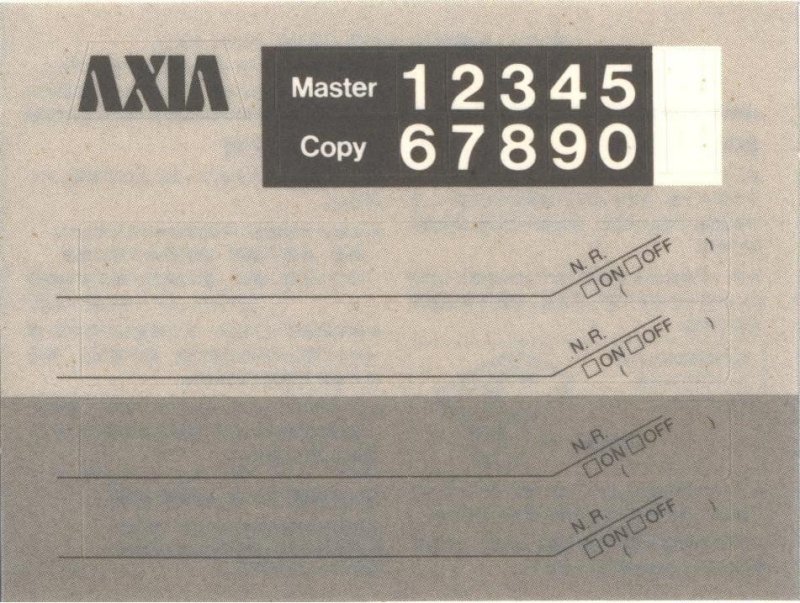 AXIA
Master 12345
Copy 67890
N.R.
□ON□OFF
( )
N.R.
□ON□OFF
( )
N.R.
□ON□OFF
( )
N.R.
□ON□OFF
( )